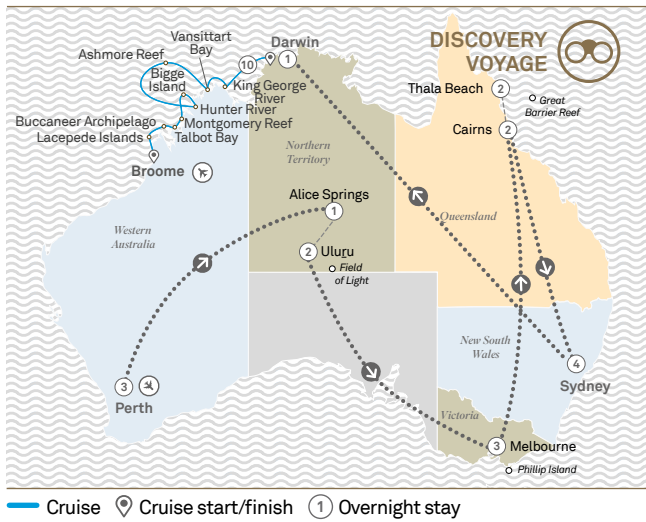 DISCOVERY
VOYAGE
Vansittart
Bay
Darwin
Ashmore Reef
10
1
Bigge
Island
King George
River
Thala Beach
2
Great
Barrier Reef
Hunter River
Buccaneer Archipelago
Montgomery Reef
Cairns
2
Lacepede Islands
Talbot Bay
Northern
Territory
Broome
Alice Springs
1
Queensland
Western
Australia
2
Uluru
Field
of Light
New South
Wales
4
Sydney
3
Perth
Victoria
3
Melbourne
Phillip Island
Cruise
Cruise start/finish
1
Overnight stay